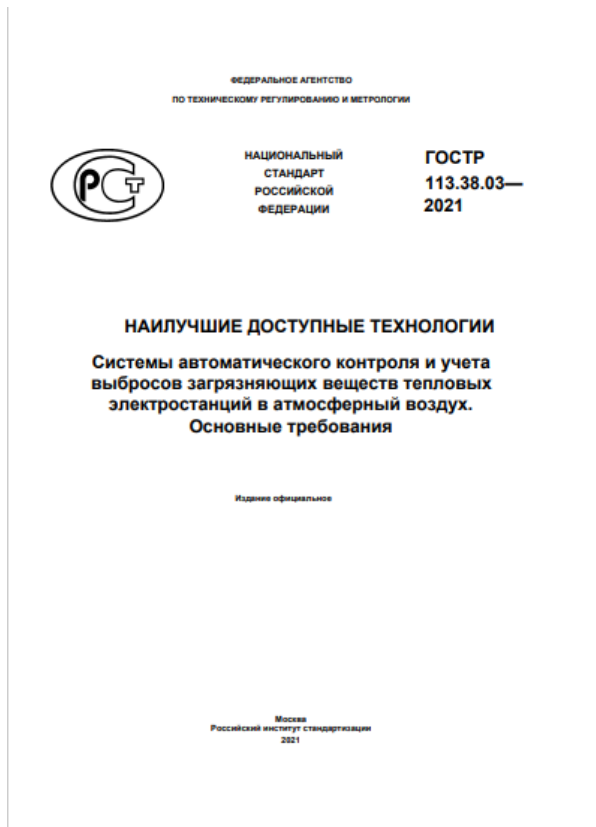 ФЕДЕРАЛЬНОЕ АГЕНТСТВО
ПО ТЕХНИЧЕСКОМУ РЕГУЛИРОВАНИЮ И МЕТРОЛОГИИ
РСТ
НАЦИОНАЛЬНЫЙ
СТАНДАРТ
РОССИЙСКОЙ
ФЕДЕРАЦИИ
ГОСТР
113.38.03—
2021
НАИЛУЧШИЕ ДОСТУПНЫЕ ТЕХНОЛОГИИ
Системы автоматического контроля и учета
выбросов загрязняющих веществ тепловых
электростанций в атмосферный воздух.
Основные требования
Издание официальное
Москва
Российский институт стандартизации
2021